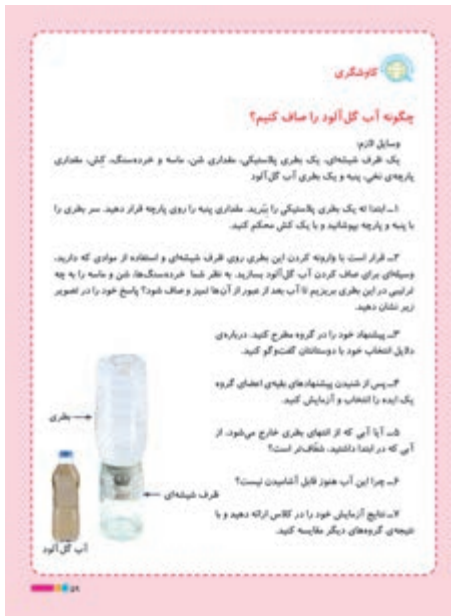 کاوشگری
چگونه آب گل‌آلود را صاف کنیم؟
وسایل لازم:
یک ظرف شیشه‌ای، یک بطری پلاستیکی، مقداری شن، ماسه و خرده‌سنگ، کش، مقداری
پارچه‌ی نخی، پنبه و یک بطری آب گل‌آلود
۱ـ ابتدا ته یک بطری پلاستیکی را ببُرید. مقداری پنبه را روی پارچه قرار دهید. سر بطری را
با پنبه و پارچه بپوشانید و با یک کش محکم کنید.
۲ـ قرار است با وارونه کردن این بطری روی ظرف شیشه‌ای و استفاده از موادی که دارید،
وسیله‌ای برای صاف کردن آب گل‌آلود بسازید. به نظر شما خرده‌سنگ‌ها، شن و ماسه را به چه
ترتیبی در این بطری بریزیم تا آب بعد از عبور از آن‌ها تمیز و صاف شود؟ پاسخ خود را در تصویر
زیر نشان دهید.
۳ـ پیشنهاد خود را در گروه مطرح کنید. درباره‌ی
دلایل انتخاب خود با دوستانتان گفت‌وگو کنید.
۴ـ پس از شنیدن پیشنهادهای بقیه‌ی اعضای گروه
یک ایده را انتخاب و آزمایش کنید.
۵ـ آیا آبی که از انتهای بطری خارج می‌شود، از
آبی که در ابتدا داشتید، شفّاف‌تر است؟
۶ـ چرا این آب هنوز قابل آشامیدن نیست؟
۷ـ نتایج آزمایش خود را در کلاس ارائه دهید و با
نتیجه‌ی گروه‌های دیگر مقایسه کنید.
بطری
ظرف شیشه‌ای
آب گل‌آلود